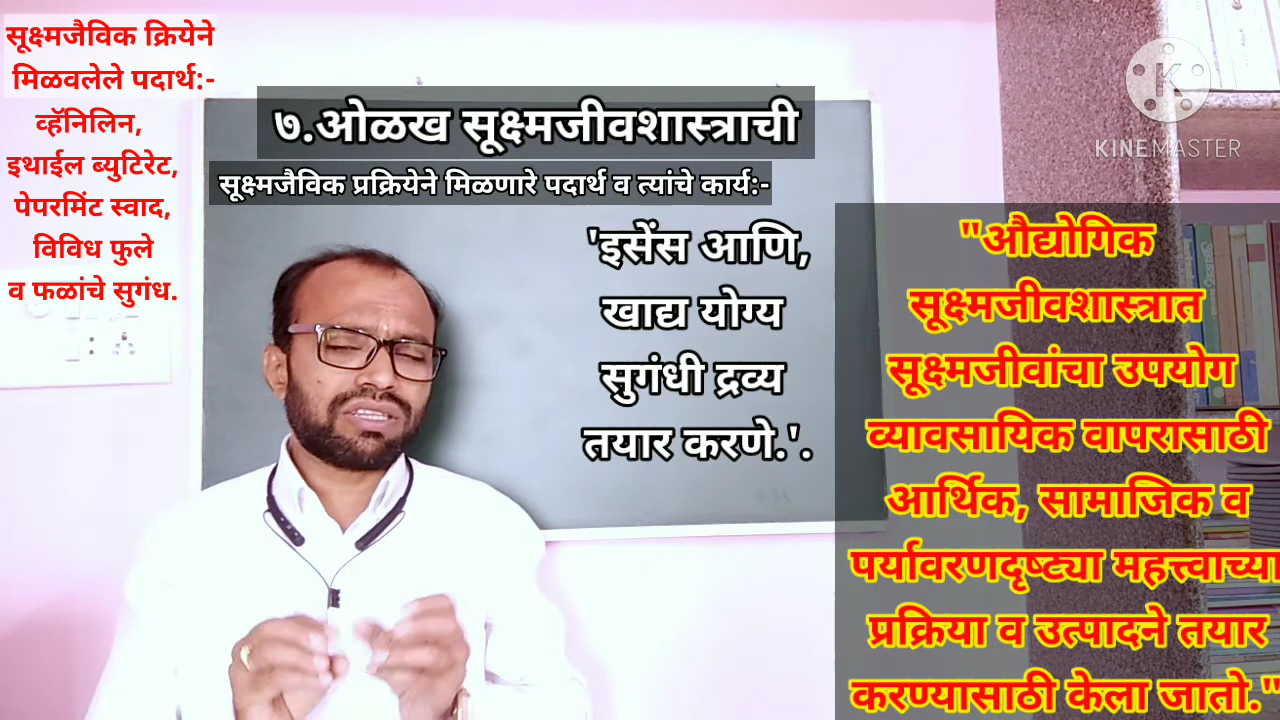 सूक्ष्मजैविक क्रियेने
मिळवलेले पदार्थ:-
व्हॅनिलिन,
इथाईल ब्युटिरेट,
पेपरमिंट स्वाद,
विविध फुले
व फळांचे सुगंध.
७.ओळख सूक्ष्मजीवशास्त्राची
सूक्ष्मजैविक प्रक्रियेने मिळणारे पदार्थ व त्यांचे कार्य:-
'इसेंस आणि,
खाद्य योग्य
सुगंधी द्रव्य
तयार करणे.'.
K
KINEMASTER
"औद्योगिक
सूक्ष्मजीवशास्त्रात
सूक्ष्मजीवांचा उपयोग
व्यावसायिक वापरासाठी
आर्थिक, सामाजिक व
पर्यावरणदृष्ट्या महत्त्वाच्या
प्रक्रिया व उत्पादने तयार
करण्यासाठी केला जातो."